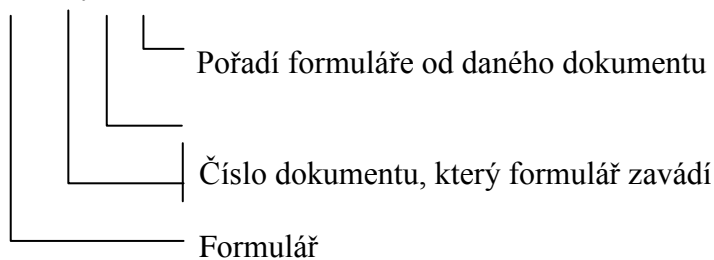 Pořadí formuláře od daného dokumentu
Číslo dokumentu, který formulář zavádí
Formulář